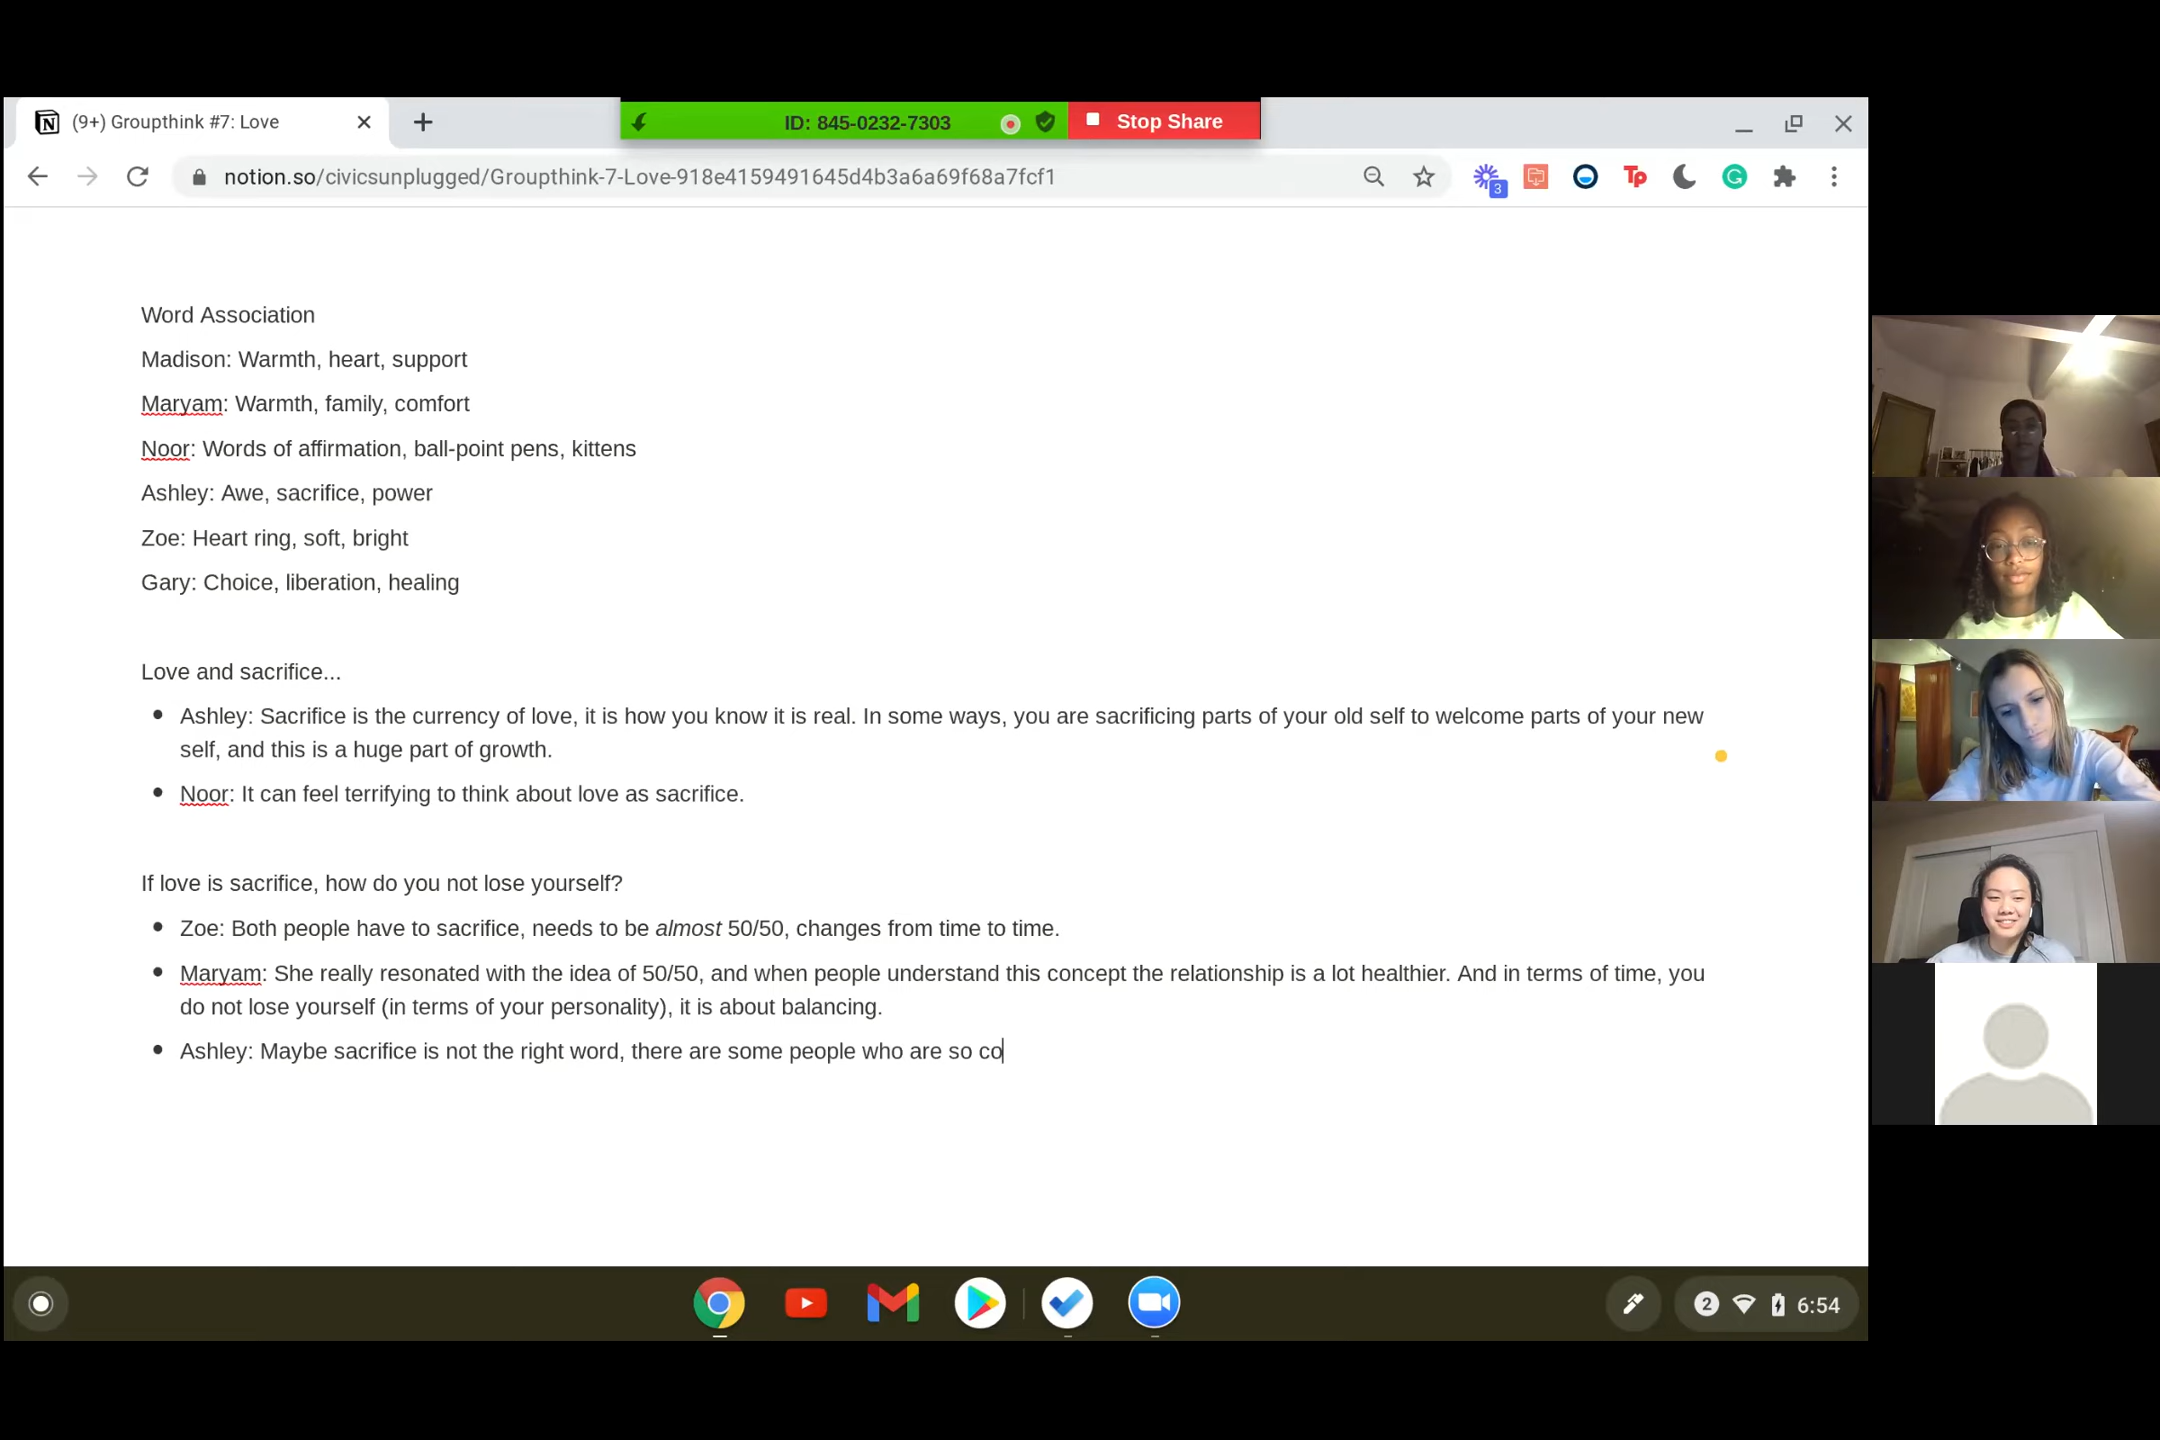 (9+) Groupthink #7: Love
ID: 845-0232-7303
Stop Share
notion.so/civicsunplugged/Groupthink-7-Love-918e4159491645d4b3a6a69f68a7fcf1
3
Tp
Word Association
Madison: Warmth, heart, support
Maryam: Warmth, family, comfort
Noor: Words of affirmation, ball-point pens, kittens
Ashley: Awe, sacrifice, power
Zoe: Heart ring, soft, bright
Gary: Choice, liberation, healing
Love and sacrifice...
Ashley: Sacrifice is the currency of love, it is how you know it is real. In some ways, you are sacrificing parts of your old self to welcome parts of your new
self, and this is a huge part of growth.
Noor: It can feel terrifying to think about love as sacrifice.
If love is sacrifice, how do you not lose yourself?
Zoe: Both people have to sacrifice, needs to be almost 50/50, changes from time to time.
Maryam: She really resonated with the idea of 50/50, and when people understand this concept the relationship is a lot healthier. And in terms of time, you
do not lose yourself (in terms of your personality), it is about balancing.
Ashley: Maybe sacrifice is not the right word, there are some people who are so co
2
6:54